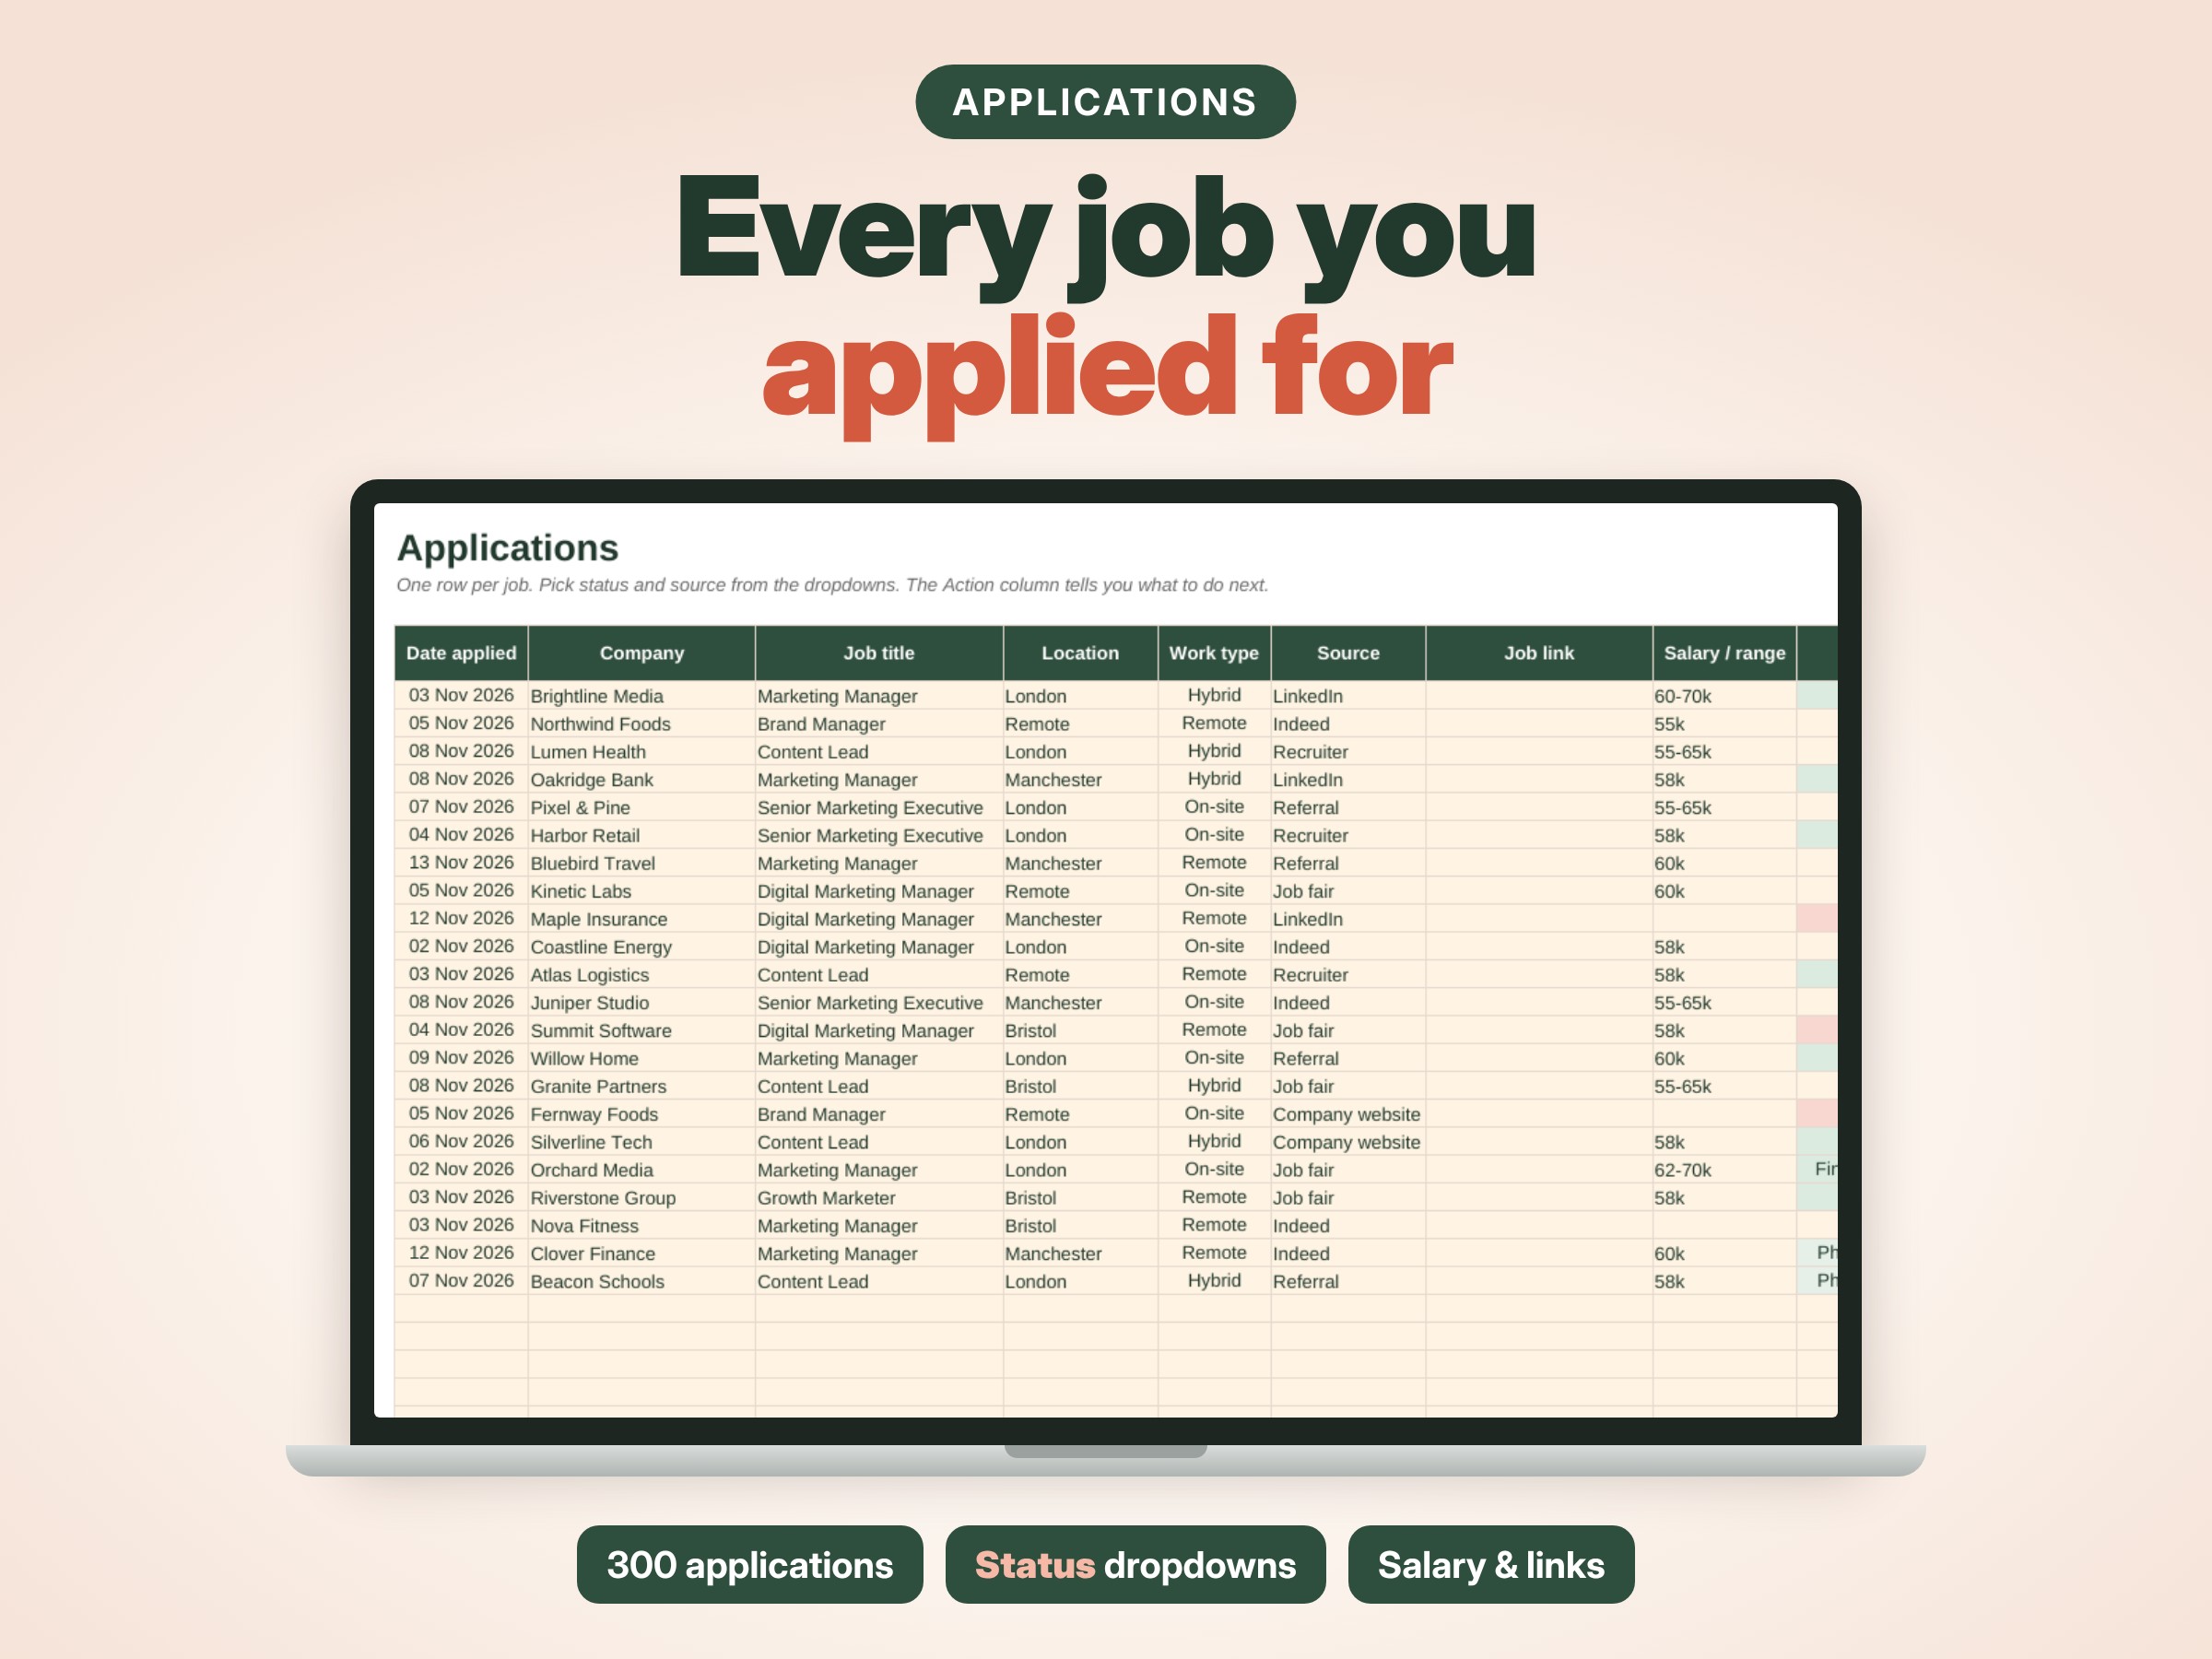 APPLICATIONS
Every job you
applied for
Applications
One row per job. Pick status and source from the dropdowns. The Action column tells you what to do next.
Date applied Company Job title Location Work type Source Job link Salary / range
03 Nov 2026 Brightline Media Marketing Manager London Hybrid LinkedIn 60-70k
05 Nov 2026 Northwind Foods Brand Manager Remote Remote Indeed 55k
08 Nov 2026 Lumen Health Content Lead London Hybrid Recruiter 55-65k
08 Nov 2026 Oakridge Bank Marketing Manager Manchester Hybrid LinkedIn 58k
07 Nov 2026 Pixel & Pine Senior Marketing Executive London On-site Referral 55-65k
04 Nov 2026 Harbor Retail Senior Marketing Executive London On-site Recruiter 58k
13 Nov 2026 Bluebird Travel Marketing Manager Manchester Remote Referral 60k
05 Nov 2026 Kinetic Labs Digital Marketing Manager Remote On-site Job fair 60k
12 Nov 2026 Maple Insurance Digital Marketing Manager Manchester Remote LinkedIn
02 Nov 2026 Coastline Energy Digital Marketing Manager London On-site Indeed 58k
03 Nov 2026 Atlas Logistics Content Lead Remote Remote Recruiter 58k
08 Nov 2026 Juniper Studio Senior Marketing Executive Manchester On-site Indeed 55-65k
04 Nov 2026 Summit Software Digital Marketing Manager Bristol Remote Job fair 58k
09 Nov 2026 Willow Home Marketing Manager London On-site Referral 60k
08 Nov 2026 Granite Partners Content Lead Bristol Hybrid Job fair 55-65k
05 Nov 2026 Fernway Foods Brand Manager Remote On-site Company website
06 Nov 2026 Silverline Tech Content Lead London Hybrid Company website 58k
02 Nov 2026 Orchard Media Marketing Manager London On-site Job fair 62-70k
03 Nov 2026 Riverstone Group Growth Marketer Bristol Remote Job fair 58k
03 Nov 2026 Nova Fitness Marketing Manager Bristol Remote Indeed
12 Nov 2026 Clover Finance Marketing Manager Manchester Remote Indeed 60k
07 Nov 2026 Beacon Schools Content Lead London Hybrid Referral 58k
300 applications Status dropdowns Salary & links